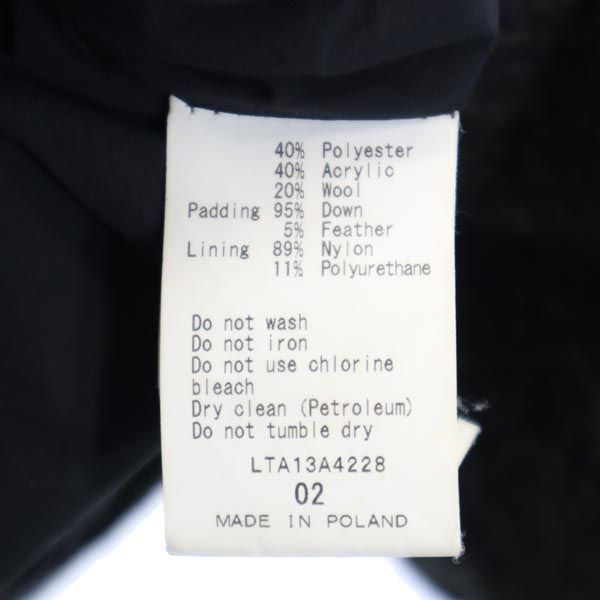 40% Polyester
40% Acrylic
20% Wool
Padding 95% Down
5% Feather
Lining 89% Nylon
11% Polyurethane
Do not wash
Do not iron
Do not use chlorine
bleach
Dry clean (Petroleum)
Do not tumble dry
LTA13A4228
02
MADE IN POLAND